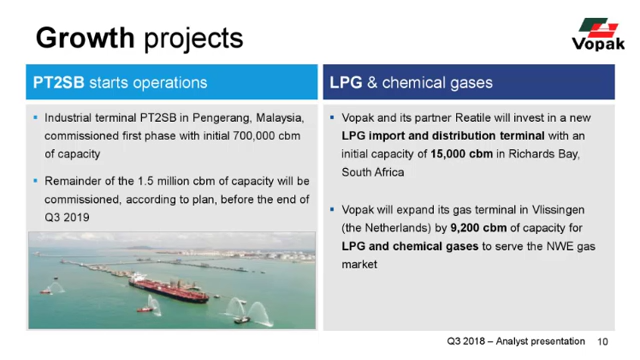 Growth projects
Vopak
PT2SB starts operations
Industrial terminal PT2SB in Pengerang, Malaysia,
commissioned first phase with initial 700,000 cbm
of capacity
Remainder of the 1.5 million cbm of capacity will be
commissioned, according to plan, before the end of
Q3 2019
LPG & chemical gases
Vopak and its partner Reatile will invest in a new
LPG import and distribution terminal with an
initial capacity of 15,000 cbm in Richards Bay,
South Africa
Vopak will expand its gas terminal in Vlissingen
(the Netherlands) by 9,200 cbm of capacity for
LPG and chemical gases to serve the NWE gas
market
Q3 2018 – Analyst presentation 10